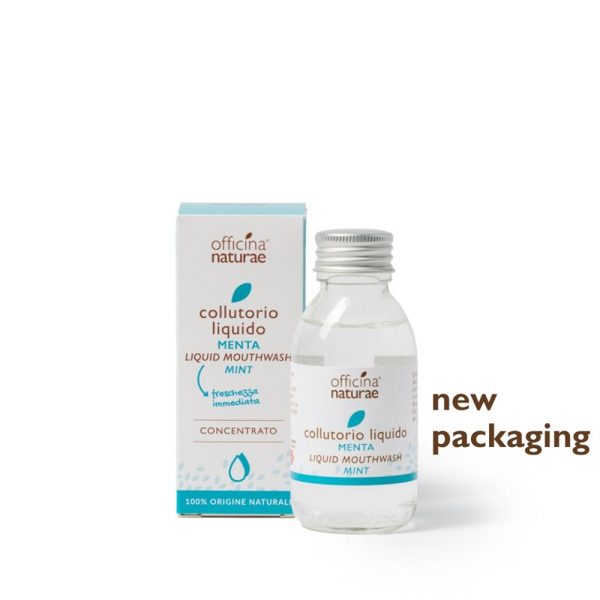 officina®
naturae
collutorio
liquido
MENTA
LIQUID MOUTHWASH
MINT
freschezza
immediata
CONCENTRATO
100% ORIGINE NATURALE
officina®
naturae
collutorio liquido
MENTA
LIQUID MOUTHWASH
MINT
new
packaging